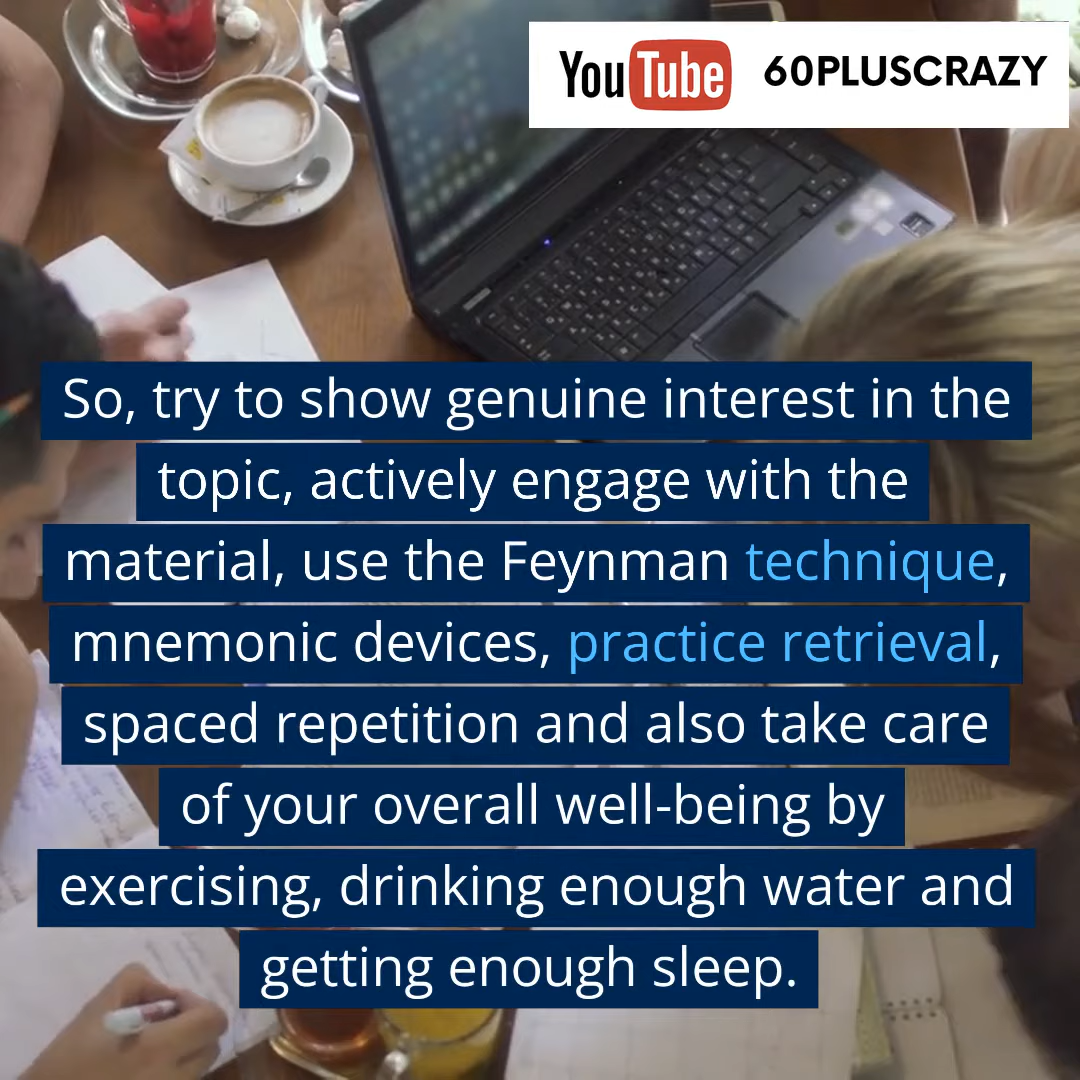 YouTube 60PLUSCRAZY
So, try to show genuine interest in the
topic, actively engage with the
material, use the Feynman technique,
mnemonic devices, practice retrieval,
spaced repetition and also take care
of your overall well-being by
exercising, drinking enough water and
getting enough sleep.